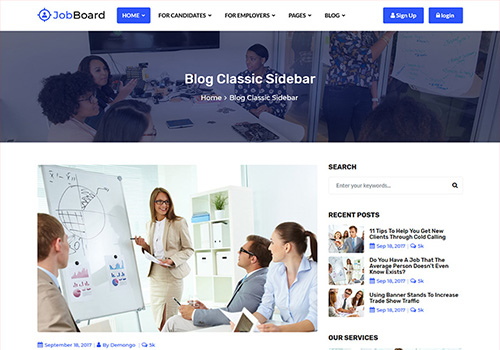 JobBoard
HOME
FOR CANDIDATES
FOR EMPLOYERS
PAGES
BLOG
Sign Up
login
Blog Classic Sidebar
Home > Blog Classic Sidebar
SEARCH
Enter your keywords...
RECENT POSTS
11 Tips To Help You Get New
Clients Through Cold Calling
Sep 18, 2017 | 5k
Do You Have A Job That The
Average Person Doesn't Even
Know Exists?
Sep 18, 2017 | 5k
Using Banner Stands To Increase
Trade Show Traffic
Sep 18, 2017 | 5k
OUR SERVICES
September 18, 2017 | By Demongo | 5k